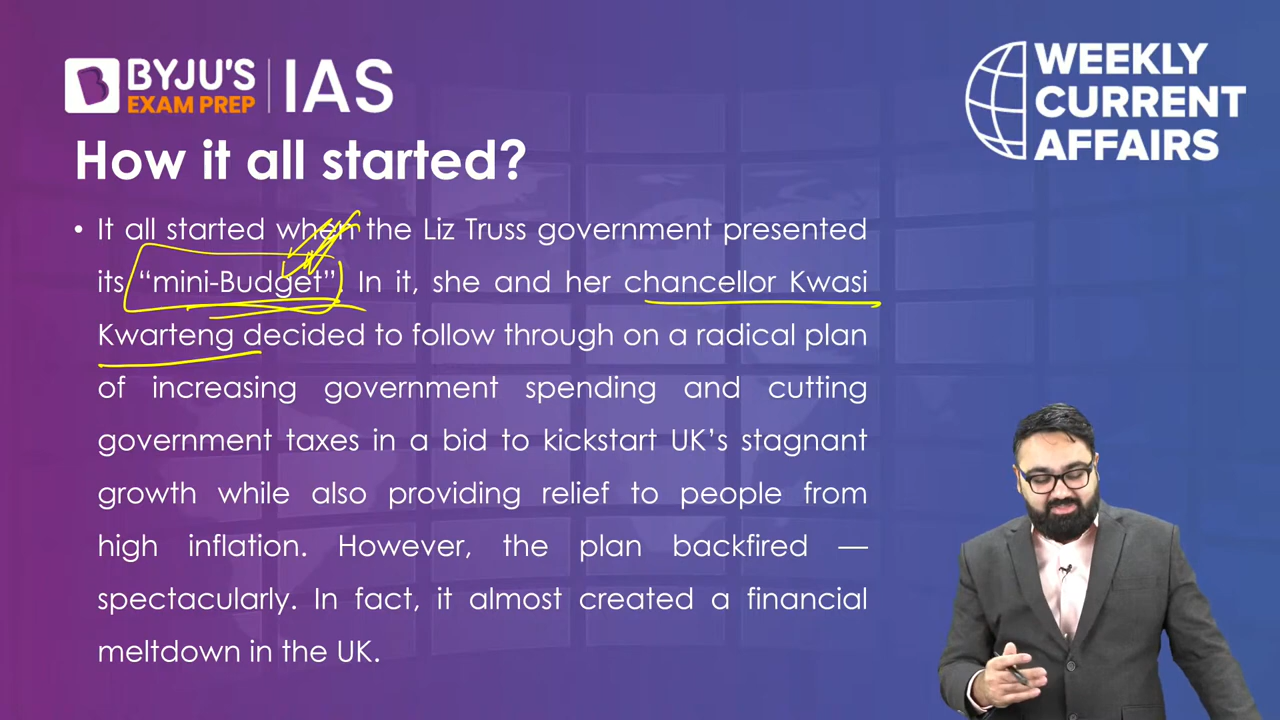 BYJU'S
EXAM PREP
IAS
WEEKLY
CURRENT
AFFAIRS
How it all started?
• It all started when the Liz Truss government presented
its “mini-Budget”. In it, she and her chancellor Kwasi
Kwarteng decided to follow through on a radical plan
of increasing government spending and cutting
government taxes in a bid to kickstart UK’s stagnant
growth while also providing relief to people from
high inflation. However, the plan backfired —
spectacularly. In fact, it almost created a financial
meltdown in the UK.